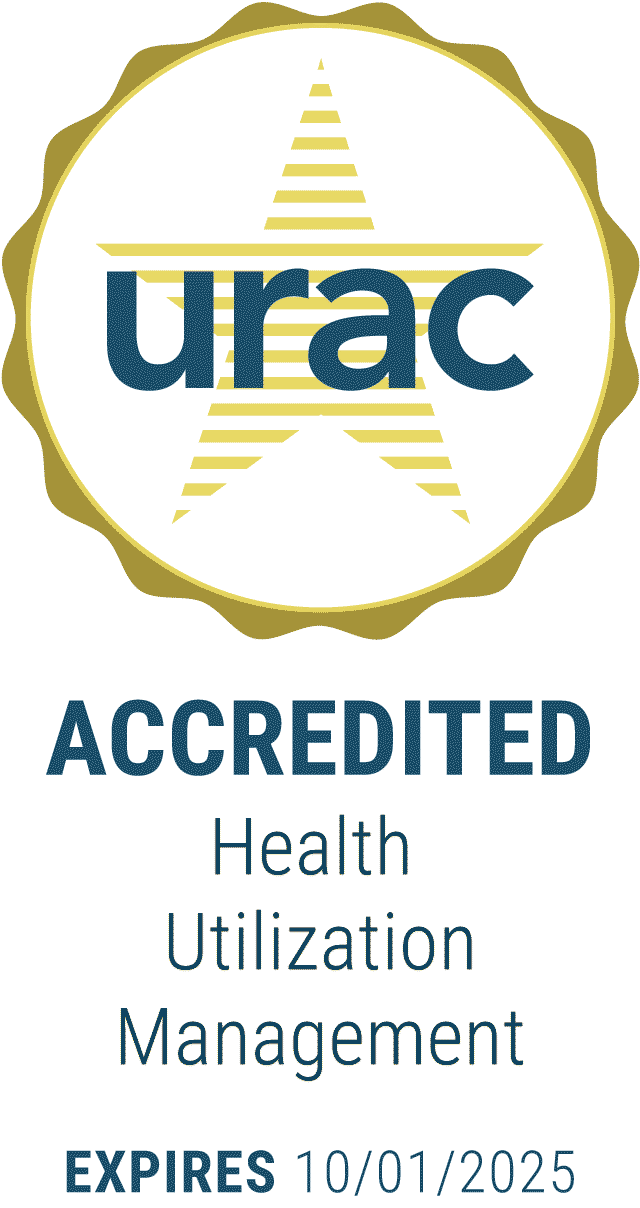 urac
ACCREDITED
Health
Utilization
Management
EXPIRES 10/01/2025